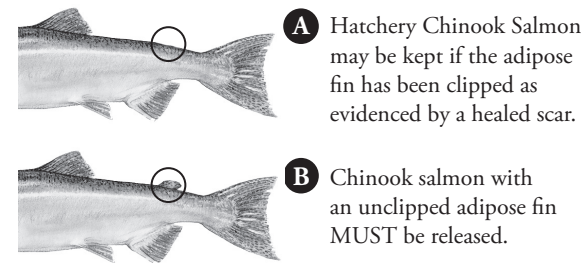 A Hatchery Chinook Salmon
may be kept if the adipose
fin has been clipped as
evidenced by a healed scar.
B Chinook salmon with
an unclipped adipose fin
MUST be released.